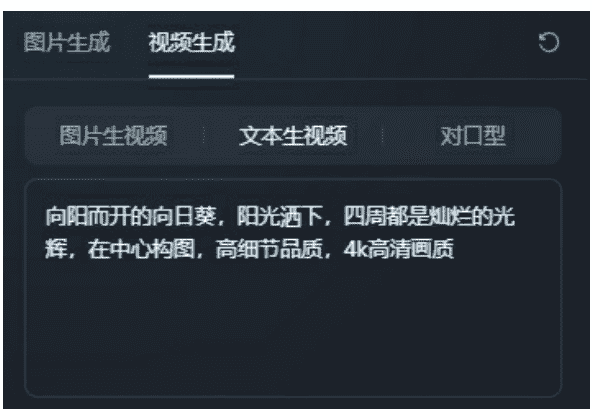 图片生成 视频生成
图片生视频 文本生视频 对口型
向阳而开的向日葵，阳光洒下，四周都是灿烂的光
辉，在中心构图，高细节品质，4k高清画质